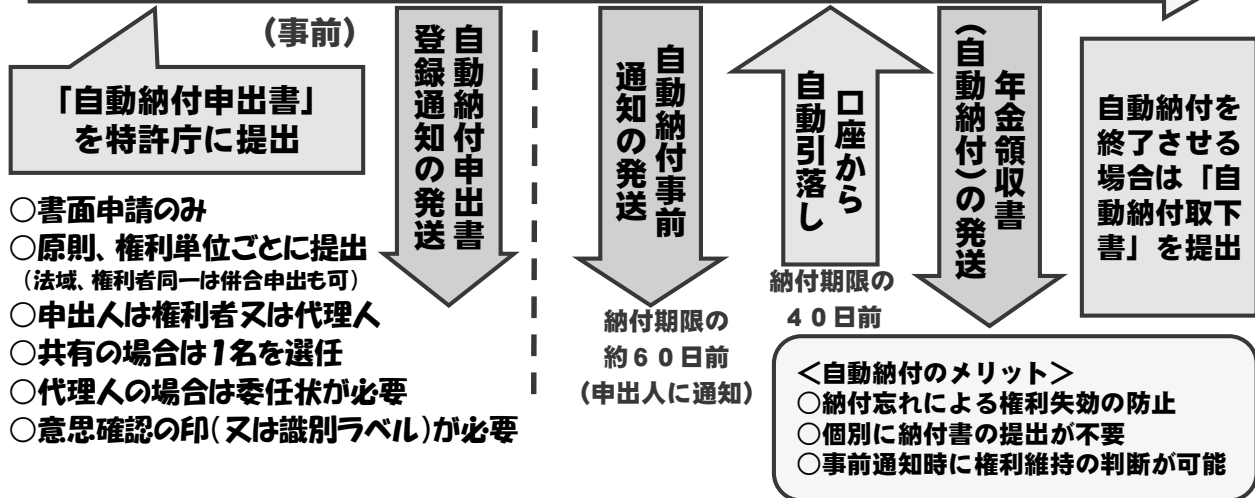 (事前)
「自動納付申出書」
を特許庁に提出
自動納付申出書
登録通知の発送
自動納付事前
通知の発送
口座から
自動引落し
年金領収書
(自動納付)の発送
自動納付を
終了させる
場合は「自
動納付取下
書」を提出
○書面申請のみ
○原則、権利単位ごとに提出
(法域、権利者同一は併合申出も可)
○申出人は権利者又は代理人
○共有の場合は1名を選任
○代理人の場合は委任状が必要
○意思確認の印(又は識別ラベル)が必要
納付期限の
約60日前
(申出人に通知)
納付期限の
40日前
<自動納付のメリット>
○納付忘れによる権利失効の防止
○個別に納付書の提出が不要
○事前通知時に権利維持の判断が可能